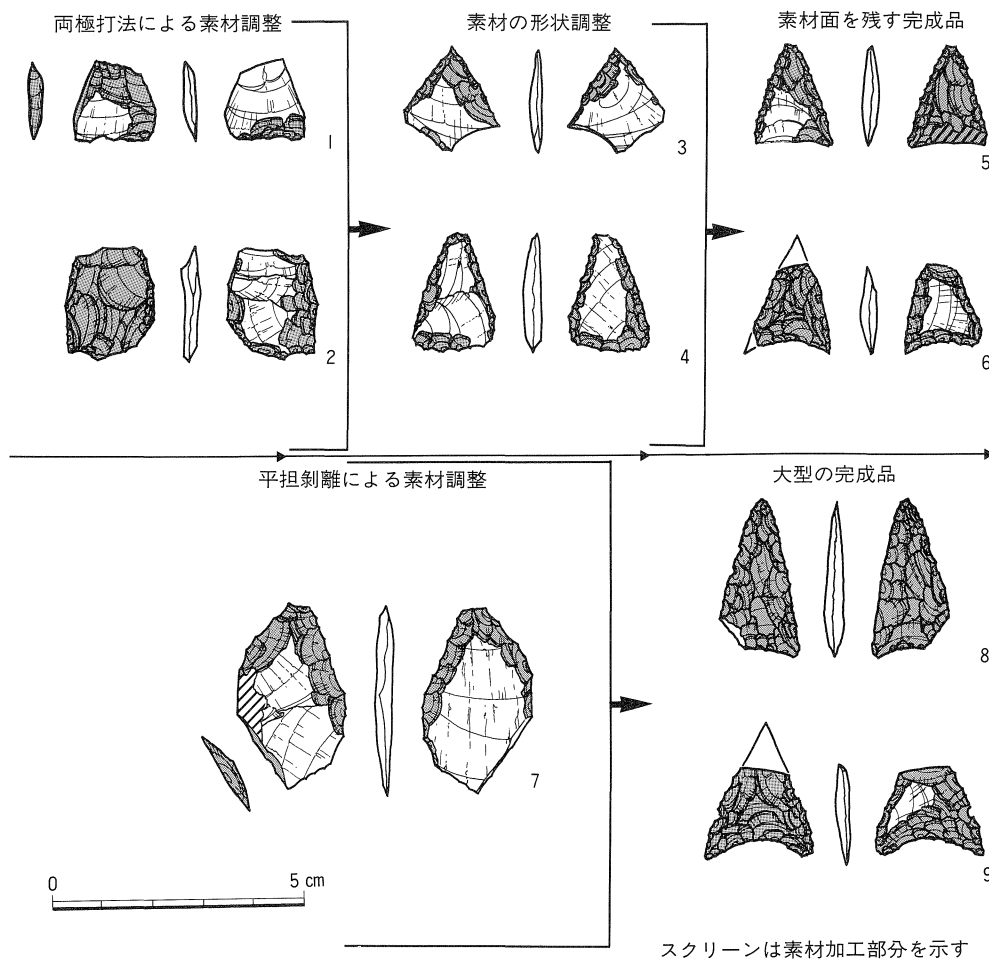 両極打法による素材調整
素材の形状調整
素材面を残す完成品
1
3
5
2
4
6
平担剝離による素材調整
大型の完成品
8
7
9
0 5 cm
スクリーンは素材加工部分を示す